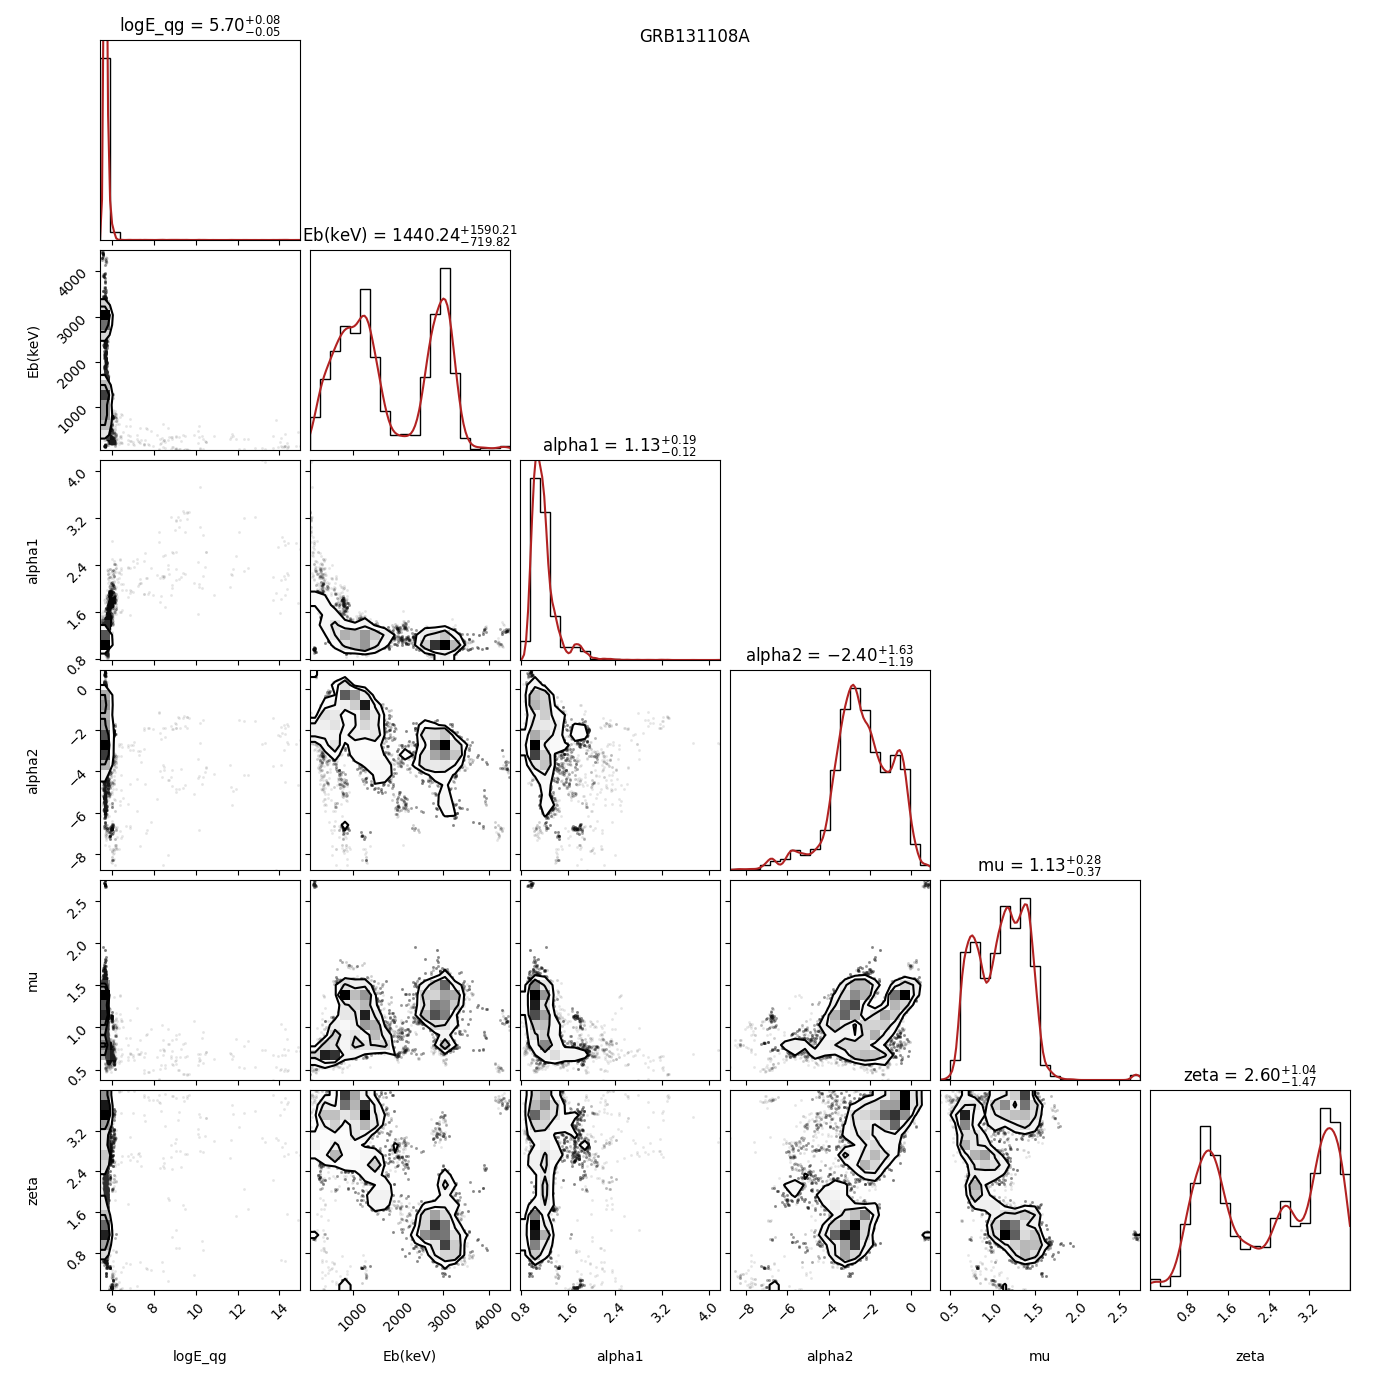 GRB131108A
logE_qg = 5.70 +0.08 −0.05
Eb(keV) = 1440.24 +1590.21 −719.82
4000
3000
2000
1000
Eb(keV)
alpha1 = 1.13 +0.19 −0.12
4.0
3.2
2.4
1.6
0.8
alpha1
alpha2 = −2.40 +1.63 −1.19
0
−2
−4
−6
−8
alpha2
mu = 1.13 +0.28 −0.37
2.5
2.0
1.5
1.0
0.5
mu
zeta = 2.60 +1.04 −1.47
3.2
2.4
1.6
0.8
zeta
6 8 10 12 14
1000 2000 3000 4000
0.8 1.6 2.4 3.2 4.0
−8 −6 −4 −2 0
0.5 1.0 1.5 2.0 2.5
0.8 1.6 2.4 3.2
logE_qg Eb(keV) alpha1 alpha2 mu zeta